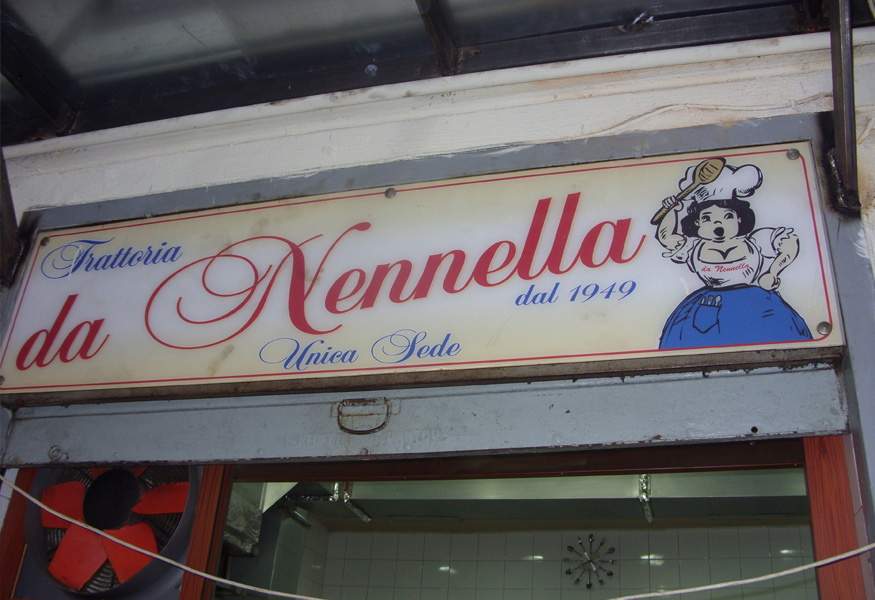 Trattoria
da Nennella
dal 1949
Unica Sede
da Nennella